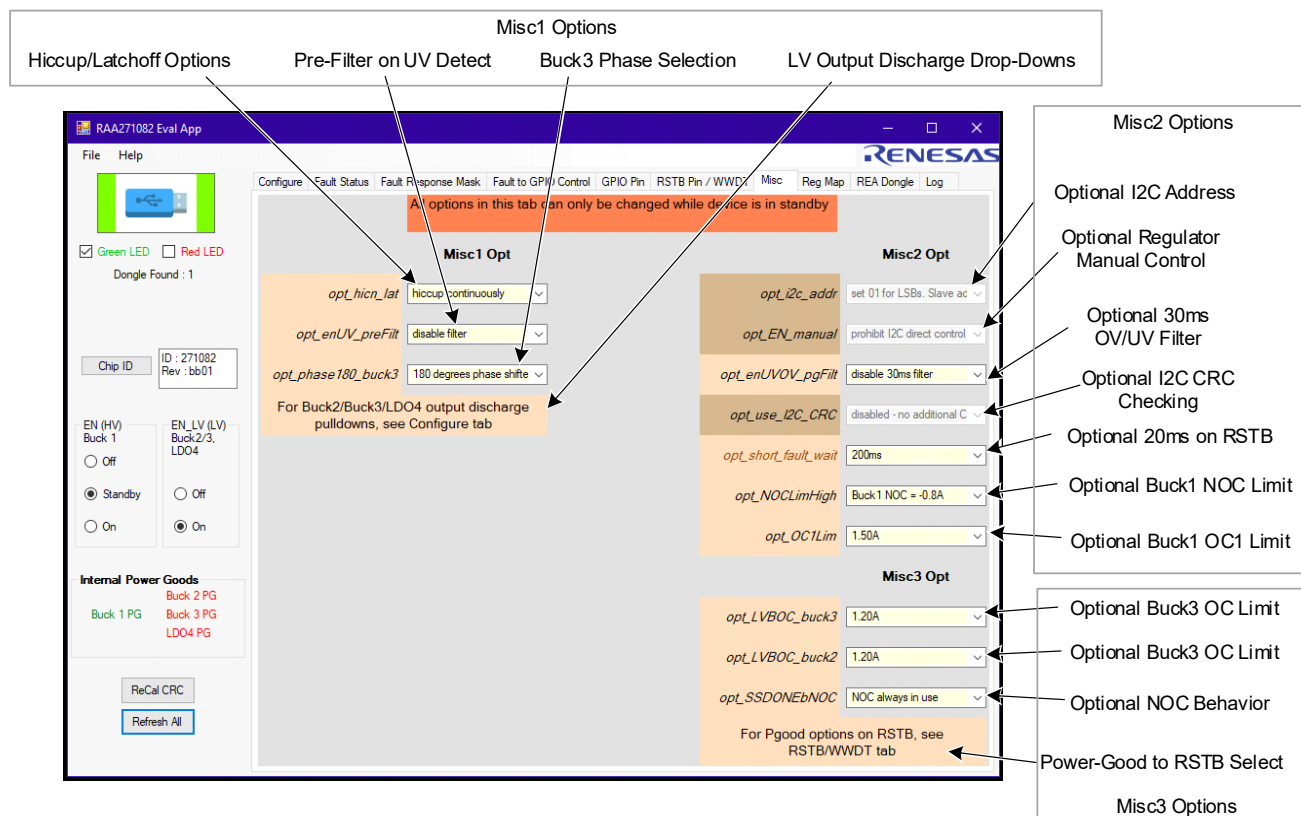 Misc1 Options
Hiccup/Latchoff Options
Pre-Filter on UV Detect
Buck3 Phase Selection
LV Output Discharge Drop-Downs
RAA271082 Eval App
File Help
RENESAS
Configure Fault Status Fault Response Mask Fault to GPIO Control GPIO Pin RSTB Pin / WWDT Misc Reg Map REA Dongle Log
All options in this tab can only be changed while device is in standby
Green LED Red LED
Dongle Found : 1
Chip ID
ID : 271082
Rev : bb01
EN (HV)
Buck 1
Off
Standby
On
EN_LV (LV)
Buck2/3,
LDO4
Off
On
Internal Power Goods
Buck 1 PG
Buck 2 PG
Buck 3 PG
LDO4 PG
ReCal CRC
Refresh All
Misc1 Opt
opt_hicn_lat hiccup continuously
opt_enUV_preFilt disable filter
opt_phase180_buck3 180 degrees phase shifte
For Buck2/Buck3/LDO4 output discharge
pulldowns, see Configure tab
Misc2 Opt
opt_i2c_addr set 01 for LSBs. Slave ad
opt_EN_manual prohibit I2C direct control
opt_enUVOV_pgFilt disable 30ms filter
opt_use_I2C_CRC disabled - no additional C
opt_short_fault_wait 200ms
opt_NOCLimHigh Buck1 NOC = -0.8A
opt_OC1Lim 1.50A
Misc3 Opt
opt_LVBOC_buck3 1.20A
opt_LVBOC_buck2 1.20A
opt_SSDONEbNOC NOC always in use
For Pgood options on RSTB, see
RSTB/WWDT tab
Misc2 Options
Optional I2C Address
Optional Regulator
Manual Control
Optional 30ms
OV/UV Filter
Optional I2C CRC
Checking
Optional 20ms on RSTB
Optional Buck1 NOC Limit
Optional Buck1 OC1 Limit
Optional Buck3 OC Limit
Optional Buck3 OC Limit
Optional NOC Behavior
Power-Good to RSTB Select
Misc3 Options